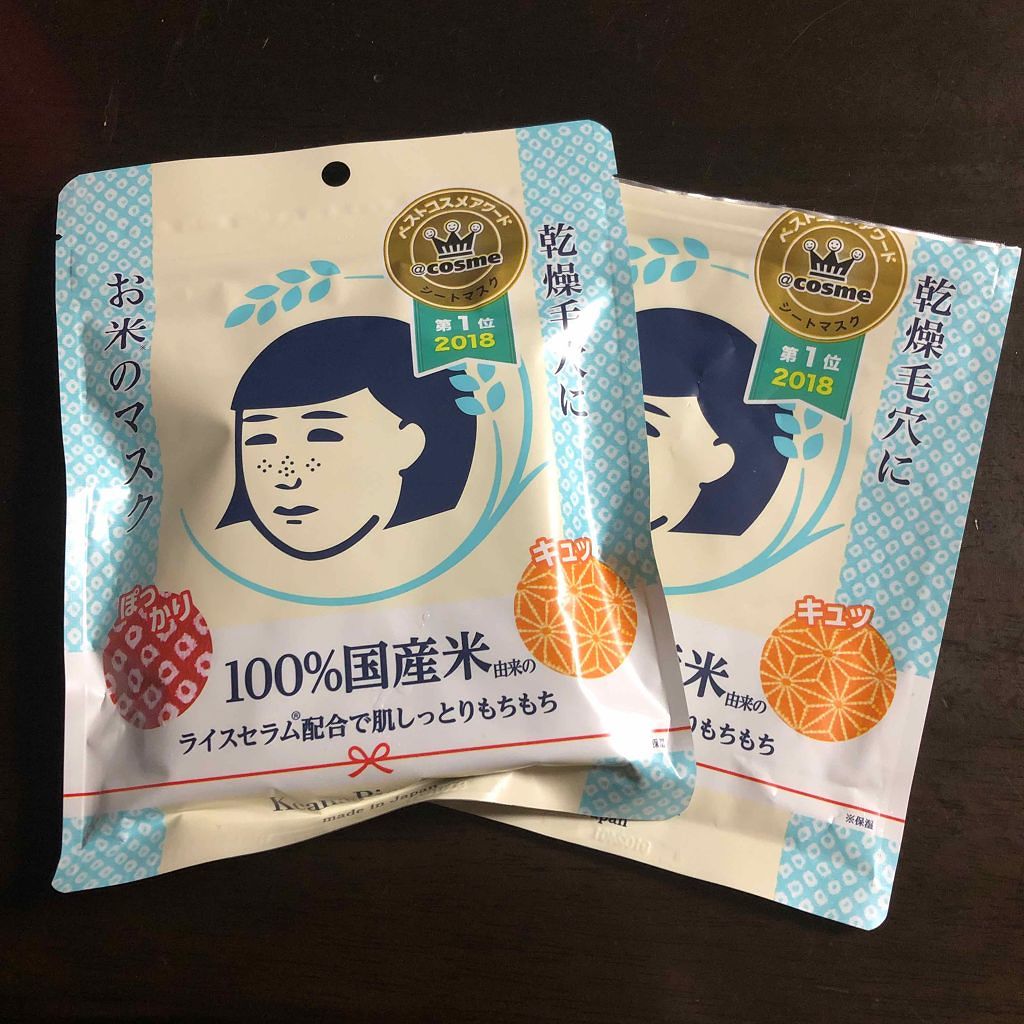 ベストコスメアワード
@cosme
シートマスク
第1位
2018
乾燥毛穴に
お米のマスク
ぽっかり
キュッ
100%国産米由来の
ライスセラム®配合で肌しっとりもちもち
made in Japan
ベストコスメアワード
@cosme
シートマスク
第1位
2018
乾燥毛穴に
キュッ
米由来の
りもちもち
※保湿